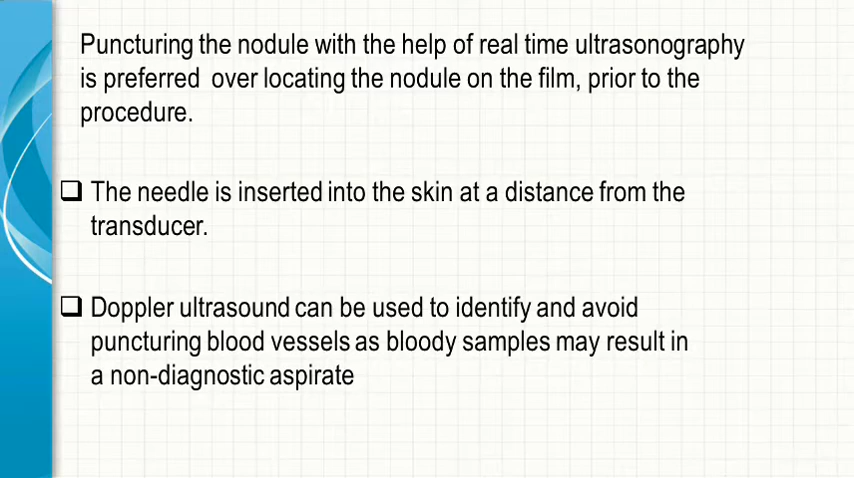 Puncturing the nodule with the help of real time ultrasonography
is preferred over locating the nodule on the film, prior to the
procedure.
The needle is inserted into the skin at a distance from the
transducer.
Doppler ultrasound can be used to identify and avoid
puncturing blood vessels as bloody samples may result in
a non-diagnostic aspirate